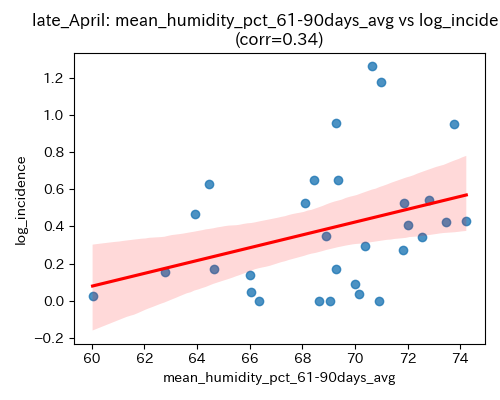 late_April: mean_humidity_pct_61-90days_avg vs log_incide
(corr=0.34)
log_incidence
1.2
1.0
0.8
0.6
0.4
0.2
0.0
−0.2
60 62 64 66 68 70 72 74
mean_humidity_pct_61-90days_avg